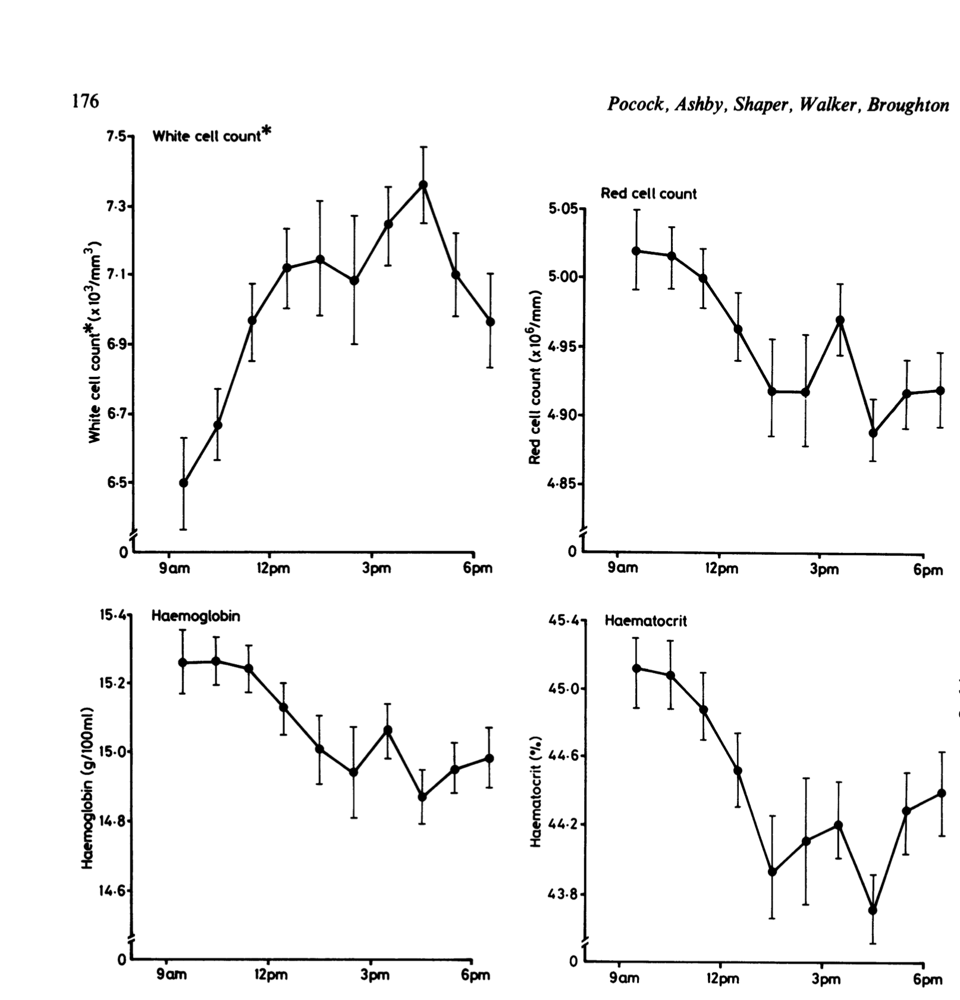 176
Pocock, Ashby, Shaper, Walker, Broughton
White cell count*
White cell count* (x10³/mm³)
7·5
7·3
7·1
6·9
6·7
6·5
0
9am 12pm 3pm 6pm
Red cell count
Red cell count (x10⁶/mm)
5·05
5·00
4·95
4·90
4·85
0
9am 12pm 3pm 6pm
Haemoglobin
Haemoglobin (g/100ml)
15·4
15·2
15·0
14·8
14·6
0
9am 12pm 3pm 6pm
Haematocrit
Haematocrit (%)
45·4
45·0
44·6
44·2
43·8
0
9am 12pm 3pm 6pm